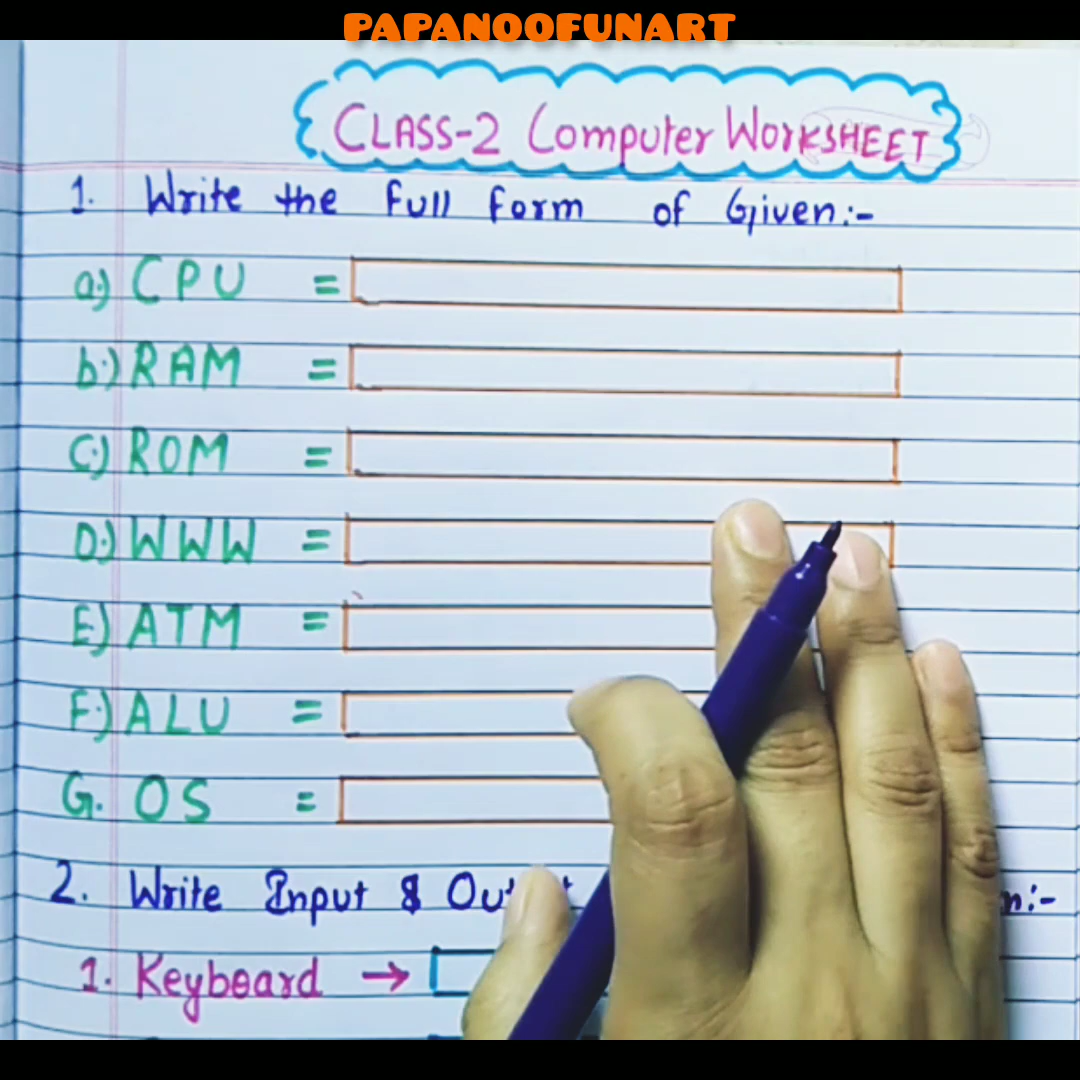 PAPANOOFUNART
CLASS-2 Computer WORKSHEET
1. Write the Full Form of Given:-
a.) CPU =
b.) RAM =
C.) ROM =
D.) WWW =
E.) ATM =
F.) ALU =
G. OS =
2. Write Input & Out
1. Keyboard →